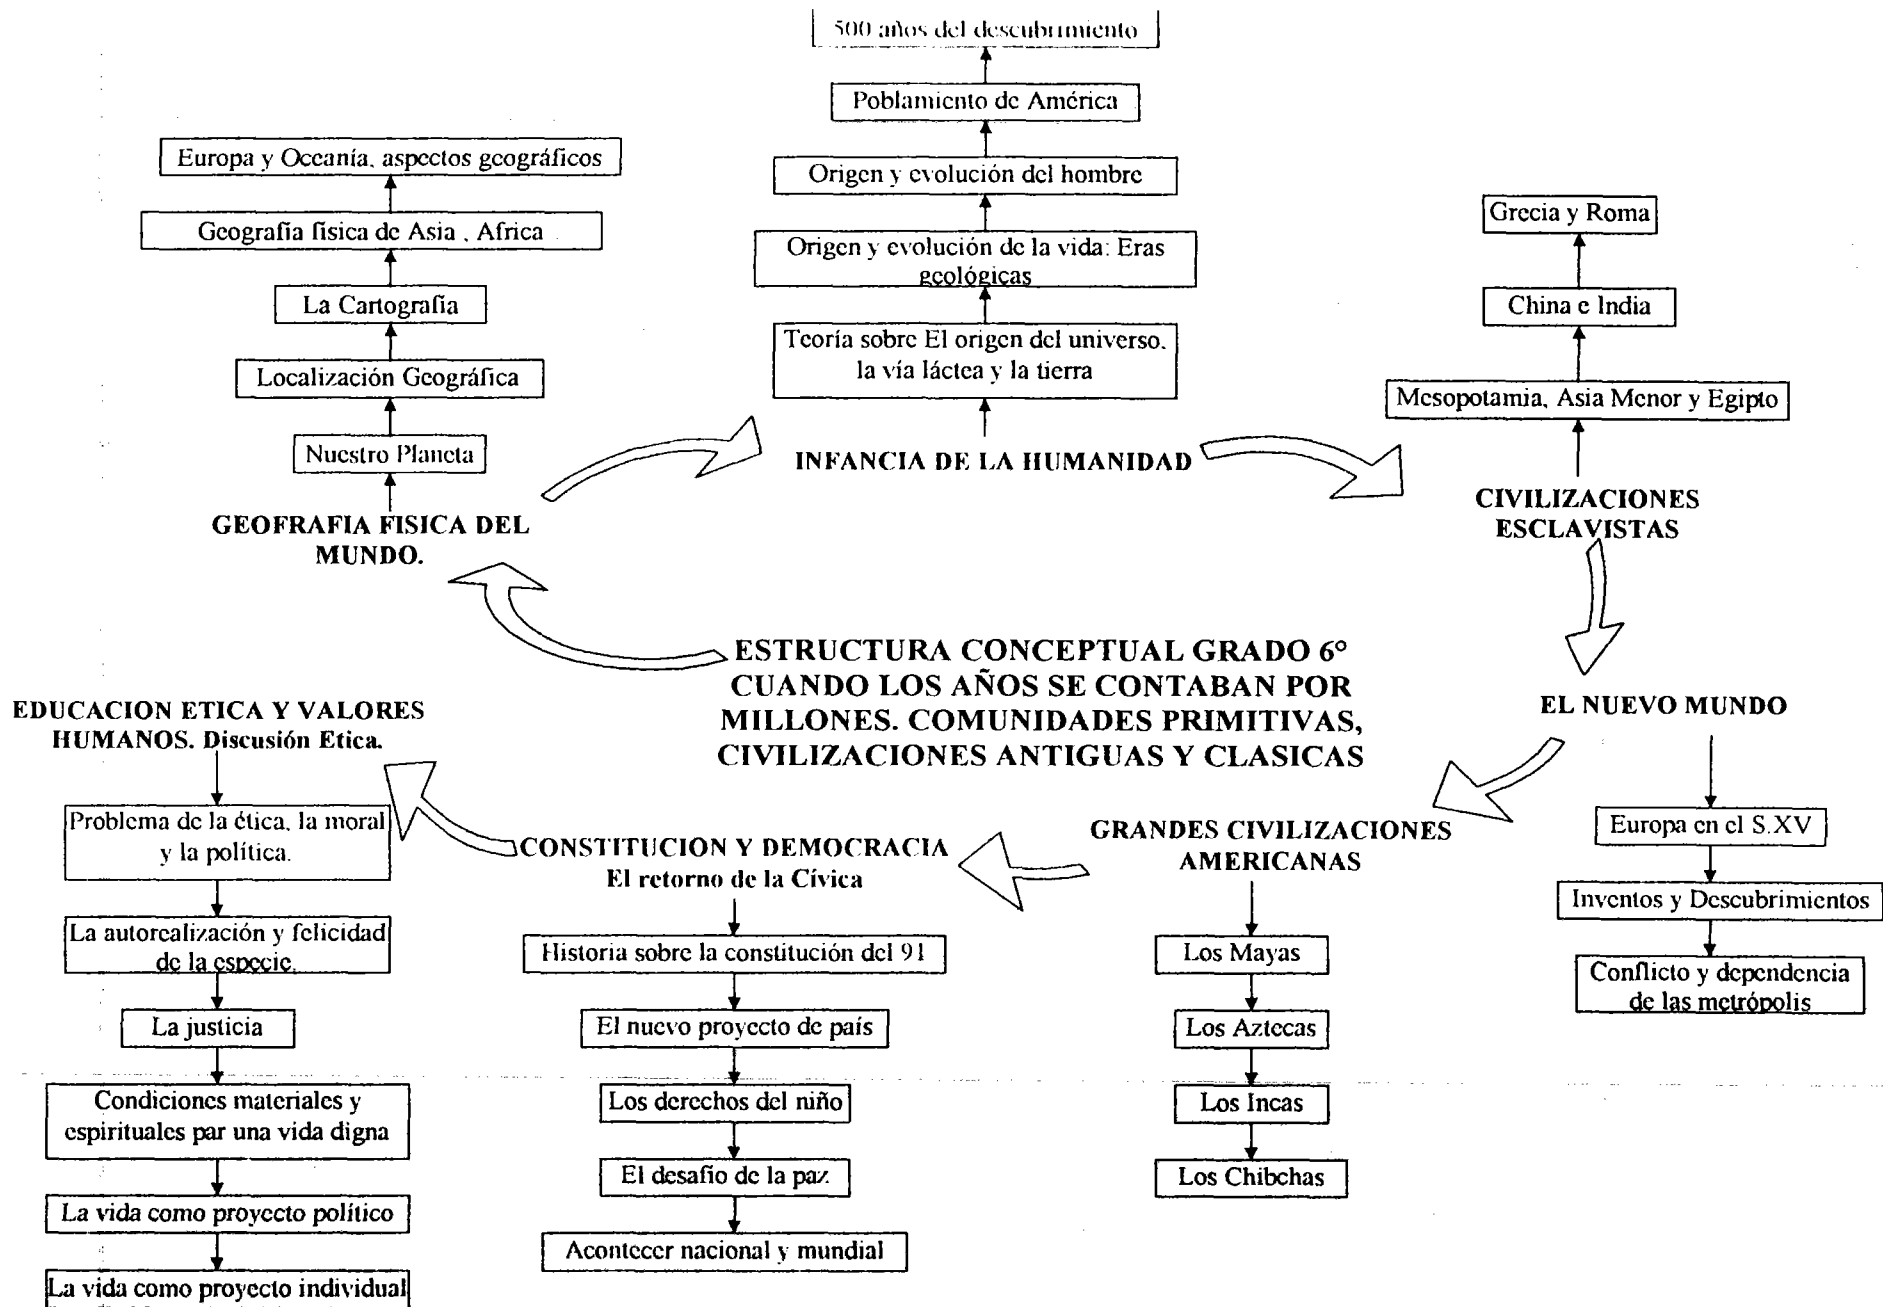 500 años del descubrimiento
Poblamiento de América
Origen y evolución del hombre
Origen y evolución de la vida: Eras
geológicas
Teoría sobre El origen del universo,
la vía láctea y la tierra
INFANCIA DE LA HUMANIDAD
Europa y Oceanía, aspectos geográficos
Geografía física de Asia , Africa
La Cartografía
Localización Geográfica
Nuestro Planeta
GEOFRAFIA FISICA DEL
MUNDO.
Grecia y Roma
China e India
Mesopotamia, Asia Menor y Egipto
CIVILIZACIONES
ESCLAVISTAS
ESTRUCTURA CONCEPTUAL GRADO 6°
CUANDO LOS AÑOS SE CONTABAN POR
MILLONES. COMUNIDADES PRIMITIVAS,
CIVILIZACIONES ANTIGUAS Y CLASICAS
EL NUEVO MUNDO
Europa en el S.XV
Inventos y Descubrimientos
Conflicto y dependencia
de las metrópolis
GRANDES CIVILIZACIONES
AMERICANAS
Los Mayas
Los Aztecas
Los Incas
Los Chibchas
CONSTITUCION Y DEMOCRACIA
El retorno de la Cívica
Historia sobre la constitución del 91
El nuevo proyecto de país
Los derechos del niño
El desafío de la paz
Acontecer nacional y mundial
EDUCACION ETICA Y VALORES
HUMANOS. Discusión Etica.
Problema de la ética, la moral
y la política.
La autorealización y felicidad
de la especie.
La justicia
Condiciones materiales y
espirituales par una vida digna
La vida como proyecto político
La vida como proyecto individual